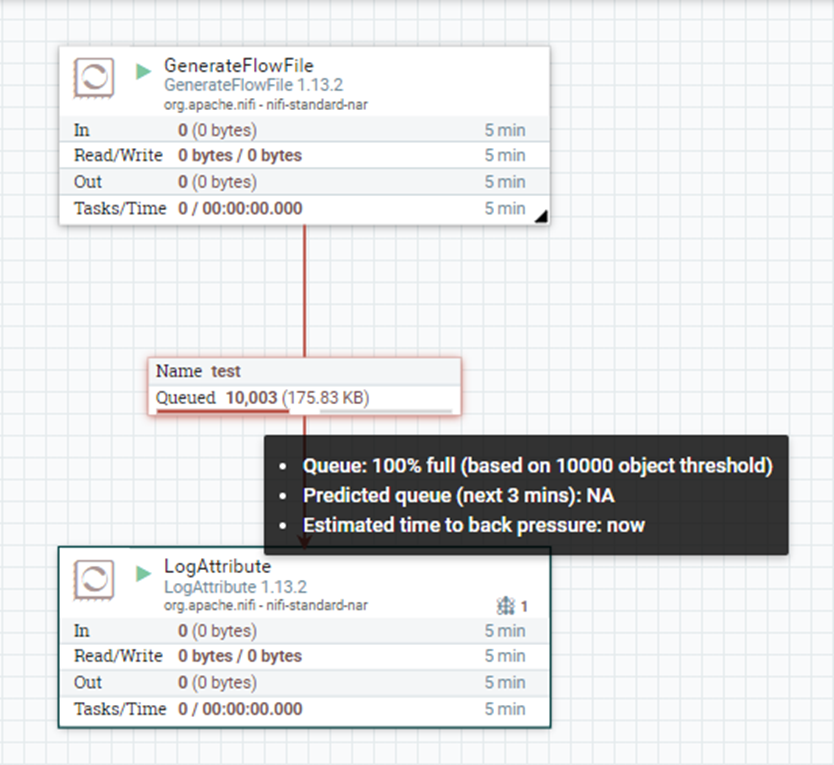 GenerateFlowFile
GenerateFlowFile 1.13.2
org.apache.nifi - nifi-standard-nar
In 0 (0 bytes) 5 min
Read/Write 0 bytes / 0 bytes 5 min
Out 0 (0 bytes) 5 min
Tasks/Time 0 / 00:00:00.000 5 min
Name test
Queued 10,003 (175.83 KB)
• Queue: 100% full (based on 10000 object threshold)
• Predicted queue (next 3 mins): NA
• Estimated time to back pressure: now
LogAttribute
LogAttribute 1.13.2
org.apache.nifi - nifi-standard-nar 1
In 0 (0 bytes) 5 min
Read/Write 0 bytes / 0 bytes 5 min
Out 0 (0 bytes) 5 min
Tasks/Time 0 / 00:00:00.000 5 min